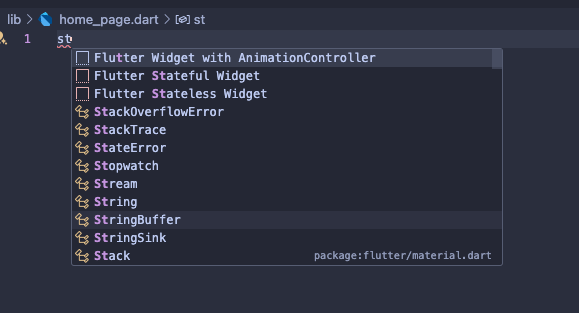 lib > home_page.dart > st
1 st
Flutter Widget with AnimationController
Flutter Stateful Widget
Flutter Stateless Widget
StackOverflowError
StackTrace
StateError
Stopwatch
Stream
String
StringBuffer
StringSink
Stack package:flutter/material.dart